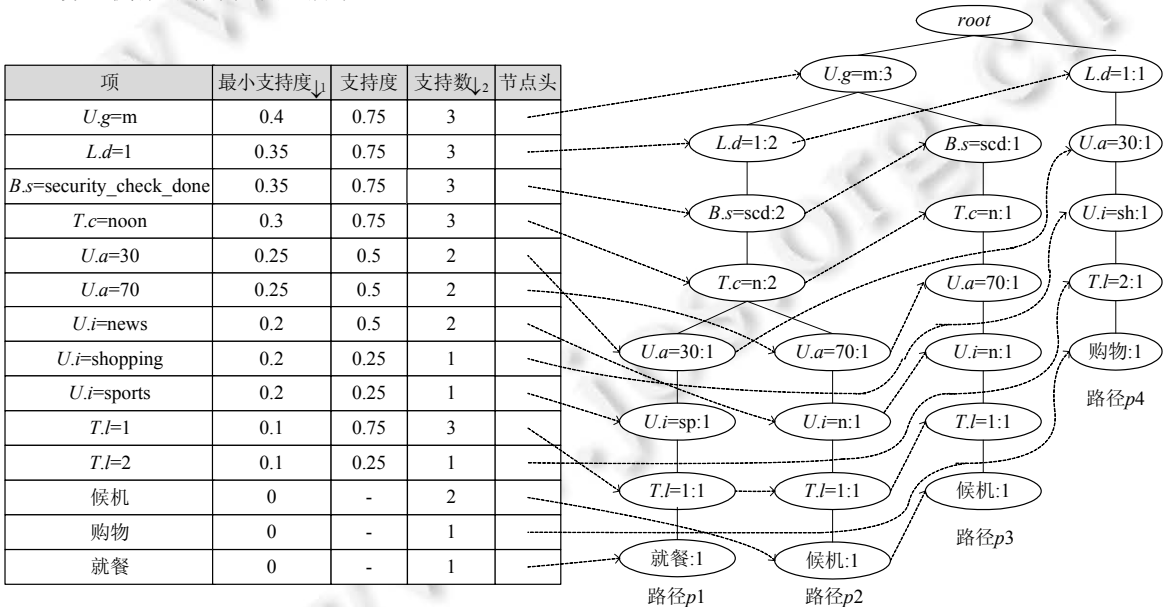 项 最小支持度↓1 支持度 支持数↓2 节点头
U.g=m 0.4 0.75 3
L.d=1 0.35 0.75 3
B.s=security_check_done 0.35 0.75 3
T.c=noon 0.3 0.75 3
U.a=30 0.25 0.5 2
U.a=70 0.25 0.5 2
U.i=news 0.2 0.5 2
U.i=shopping 0.2 0.25 1
U.i=sports 0.2 0.25 1
T.l=1 0.1 0.75 3
T.l=2 0.1 0.25 1
候机 0 - 2
购物 0 - 1
就餐 0 - 1
root
U.g=m:3 L.d=1:1
L.d=1:2 B.s=scd:1 U.a=30:1
B.s=scd:2 T.c=n:1 U.i=sh:1
T.c=n:2 U.a=70:1 T.l=2:1
U.a=30:1 U.a=70:1 U.i=n:1 购物:1
路径p4
U.i=sp:1 U.i=n:1 T.l=1:1
T.l=1:1 T.l=1:1 候机:1
路径p3
就餐:1 候机:1
路径p1 路径p2